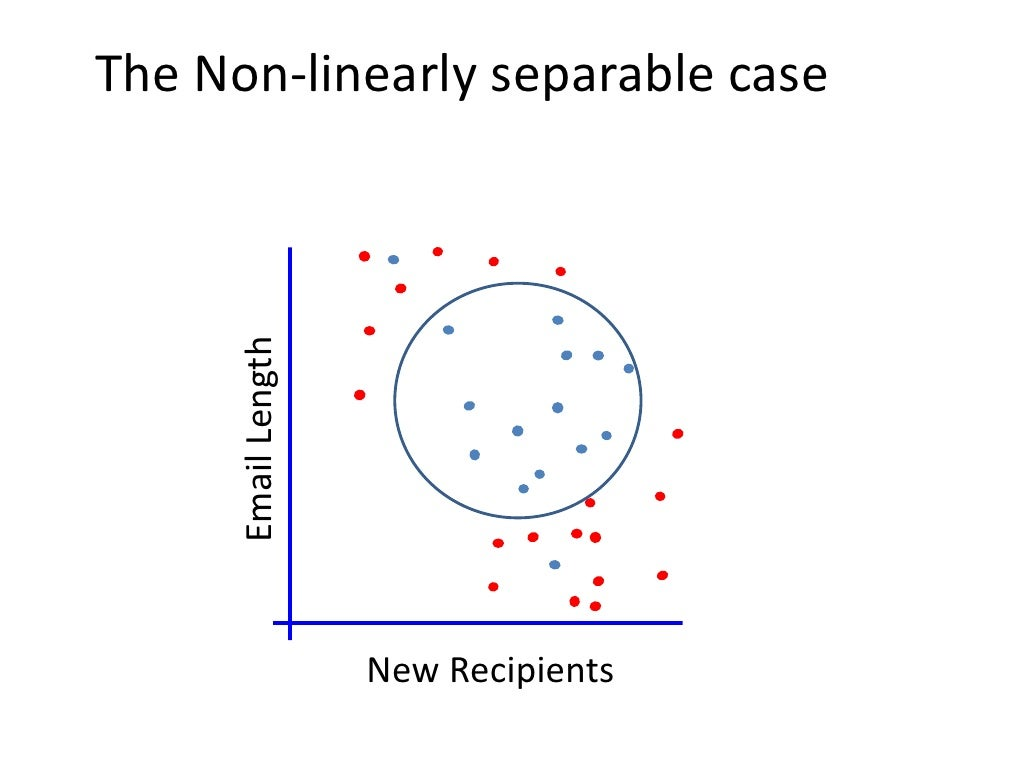 The Non-linearly separable case
Email Length
New Recipients